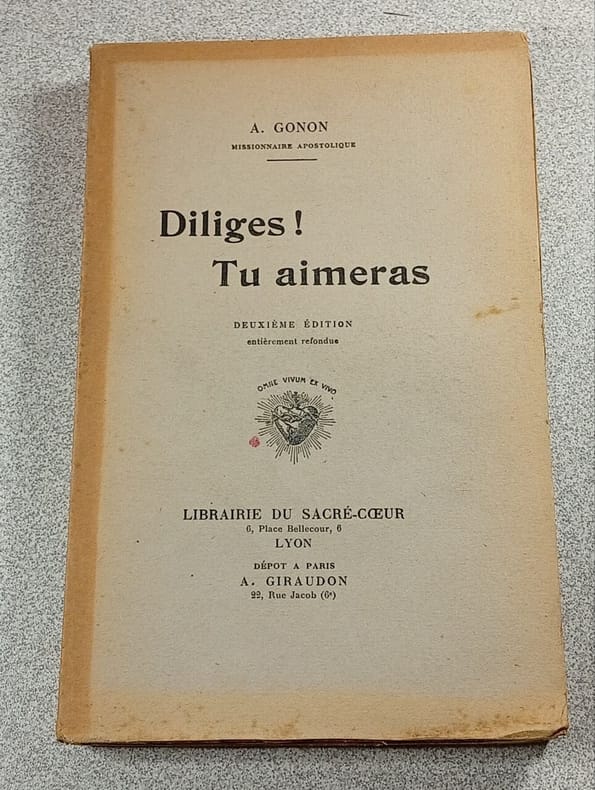 A. GONON
MISSIONNAIRE APOSTOLIQUE
Diliges !
Tu aimeras
DEUXIÈME ÉDITION
entièrement refondue
OMNE VIVUM EX VIVO
LIBRAIRIE DU SACRÉ-CŒUR
6, Place Bellecour, 6
LYON
DÉPOT A PARIS
A. GIRAUDON
22, Rue Jacob (6ᵉ)